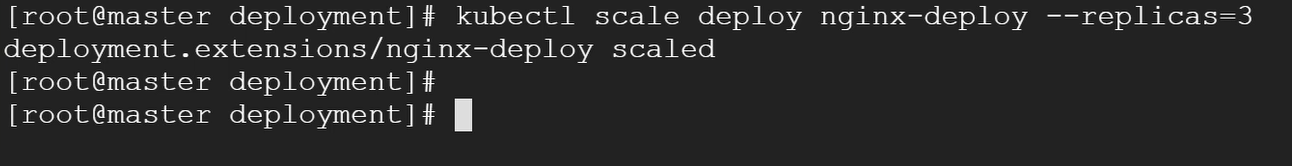 [root@master deployment]# kubectl scale deploy nginx-deploy --replicas=3
deployment.extensions/nginx-deploy scaled
[root@master deployment]#
[root@master deployment]#